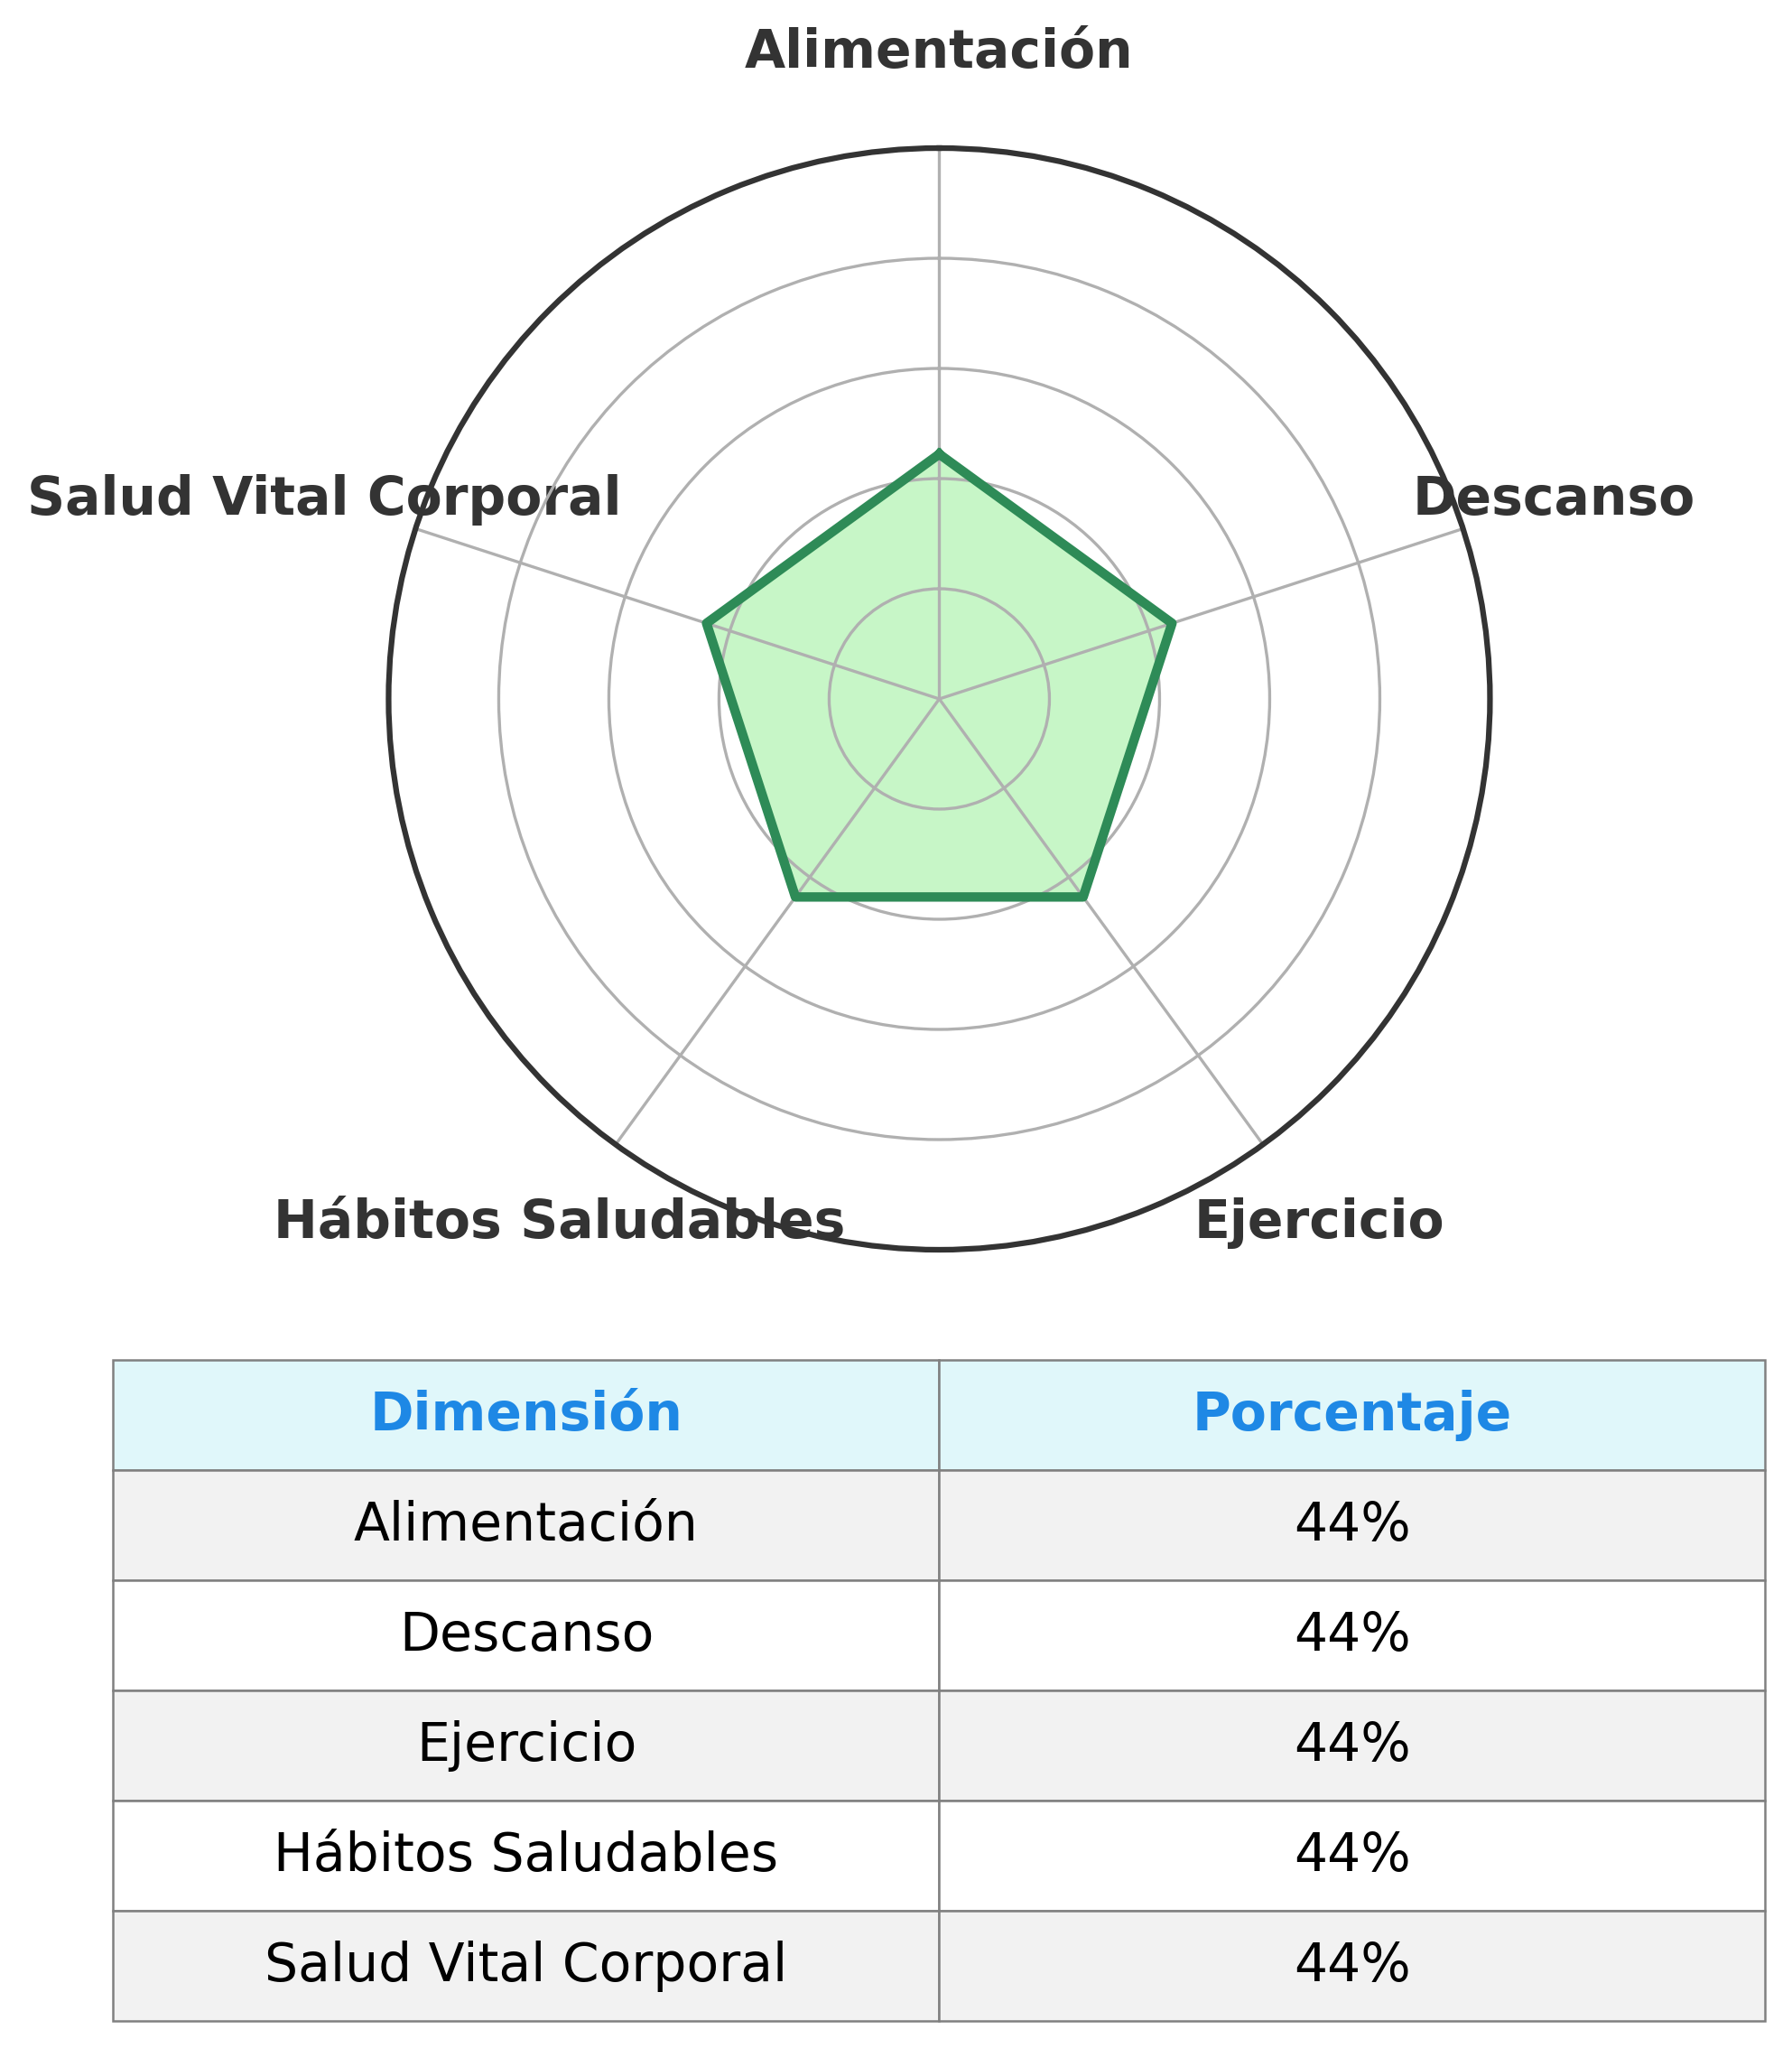 Alimentación
Salud Vital Corporal
Descanso
Hábitos Saludables
Ejercicio
Dimensión Porcentaje
Alimentación 44%
Descanso 44%
Ejercicio 44%
Hábitos Saludables 44%
Salud Vital Corporal 44%